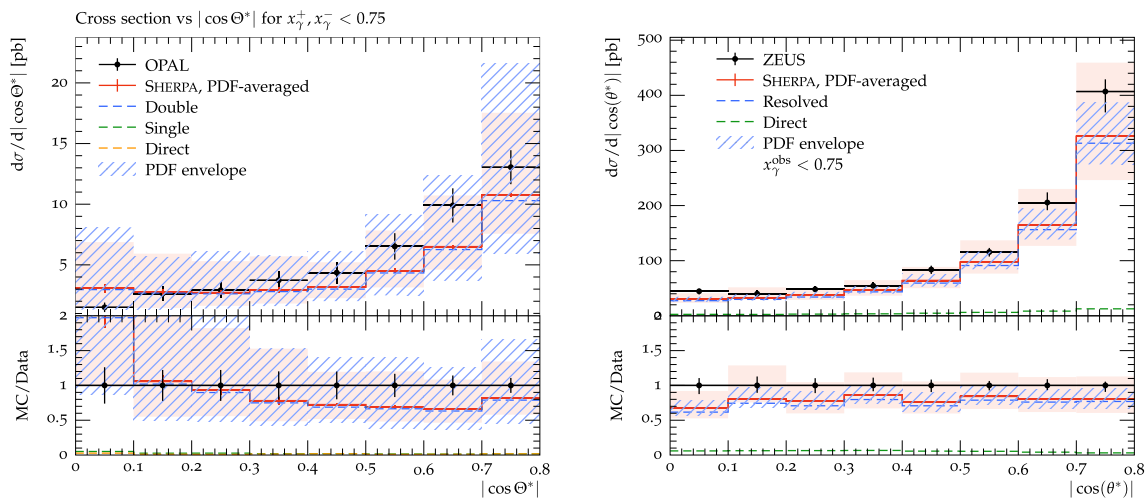 Cross section vs | cos Θ* | for x_γ^+, x_γ^- < 0.75
dσ/d| cos Θ* | [pb]
20
15
10
5
OPAL
SHERPA, PDF-averaged
Double
Single
Direct
PDF envelope
MC/Data
2
1.5
1
0.5
0
0 0.1 0.2 0.3 0.4 0.5 0.6 0.7 0.8
| cos Θ* |
dσ/d| cos(θ*)| [pb]
500
400
300
200
100
0
ZEUS
SHERPA, PDF-averaged
Resolved
Direct
PDF envelope
x_γ^obs < 0.75
MC/Data
2
1.5
1
0.5
0
0 0.1 0.2 0.3 0.4 0.5 0.6 0.7 0.8
| cos(θ*)|